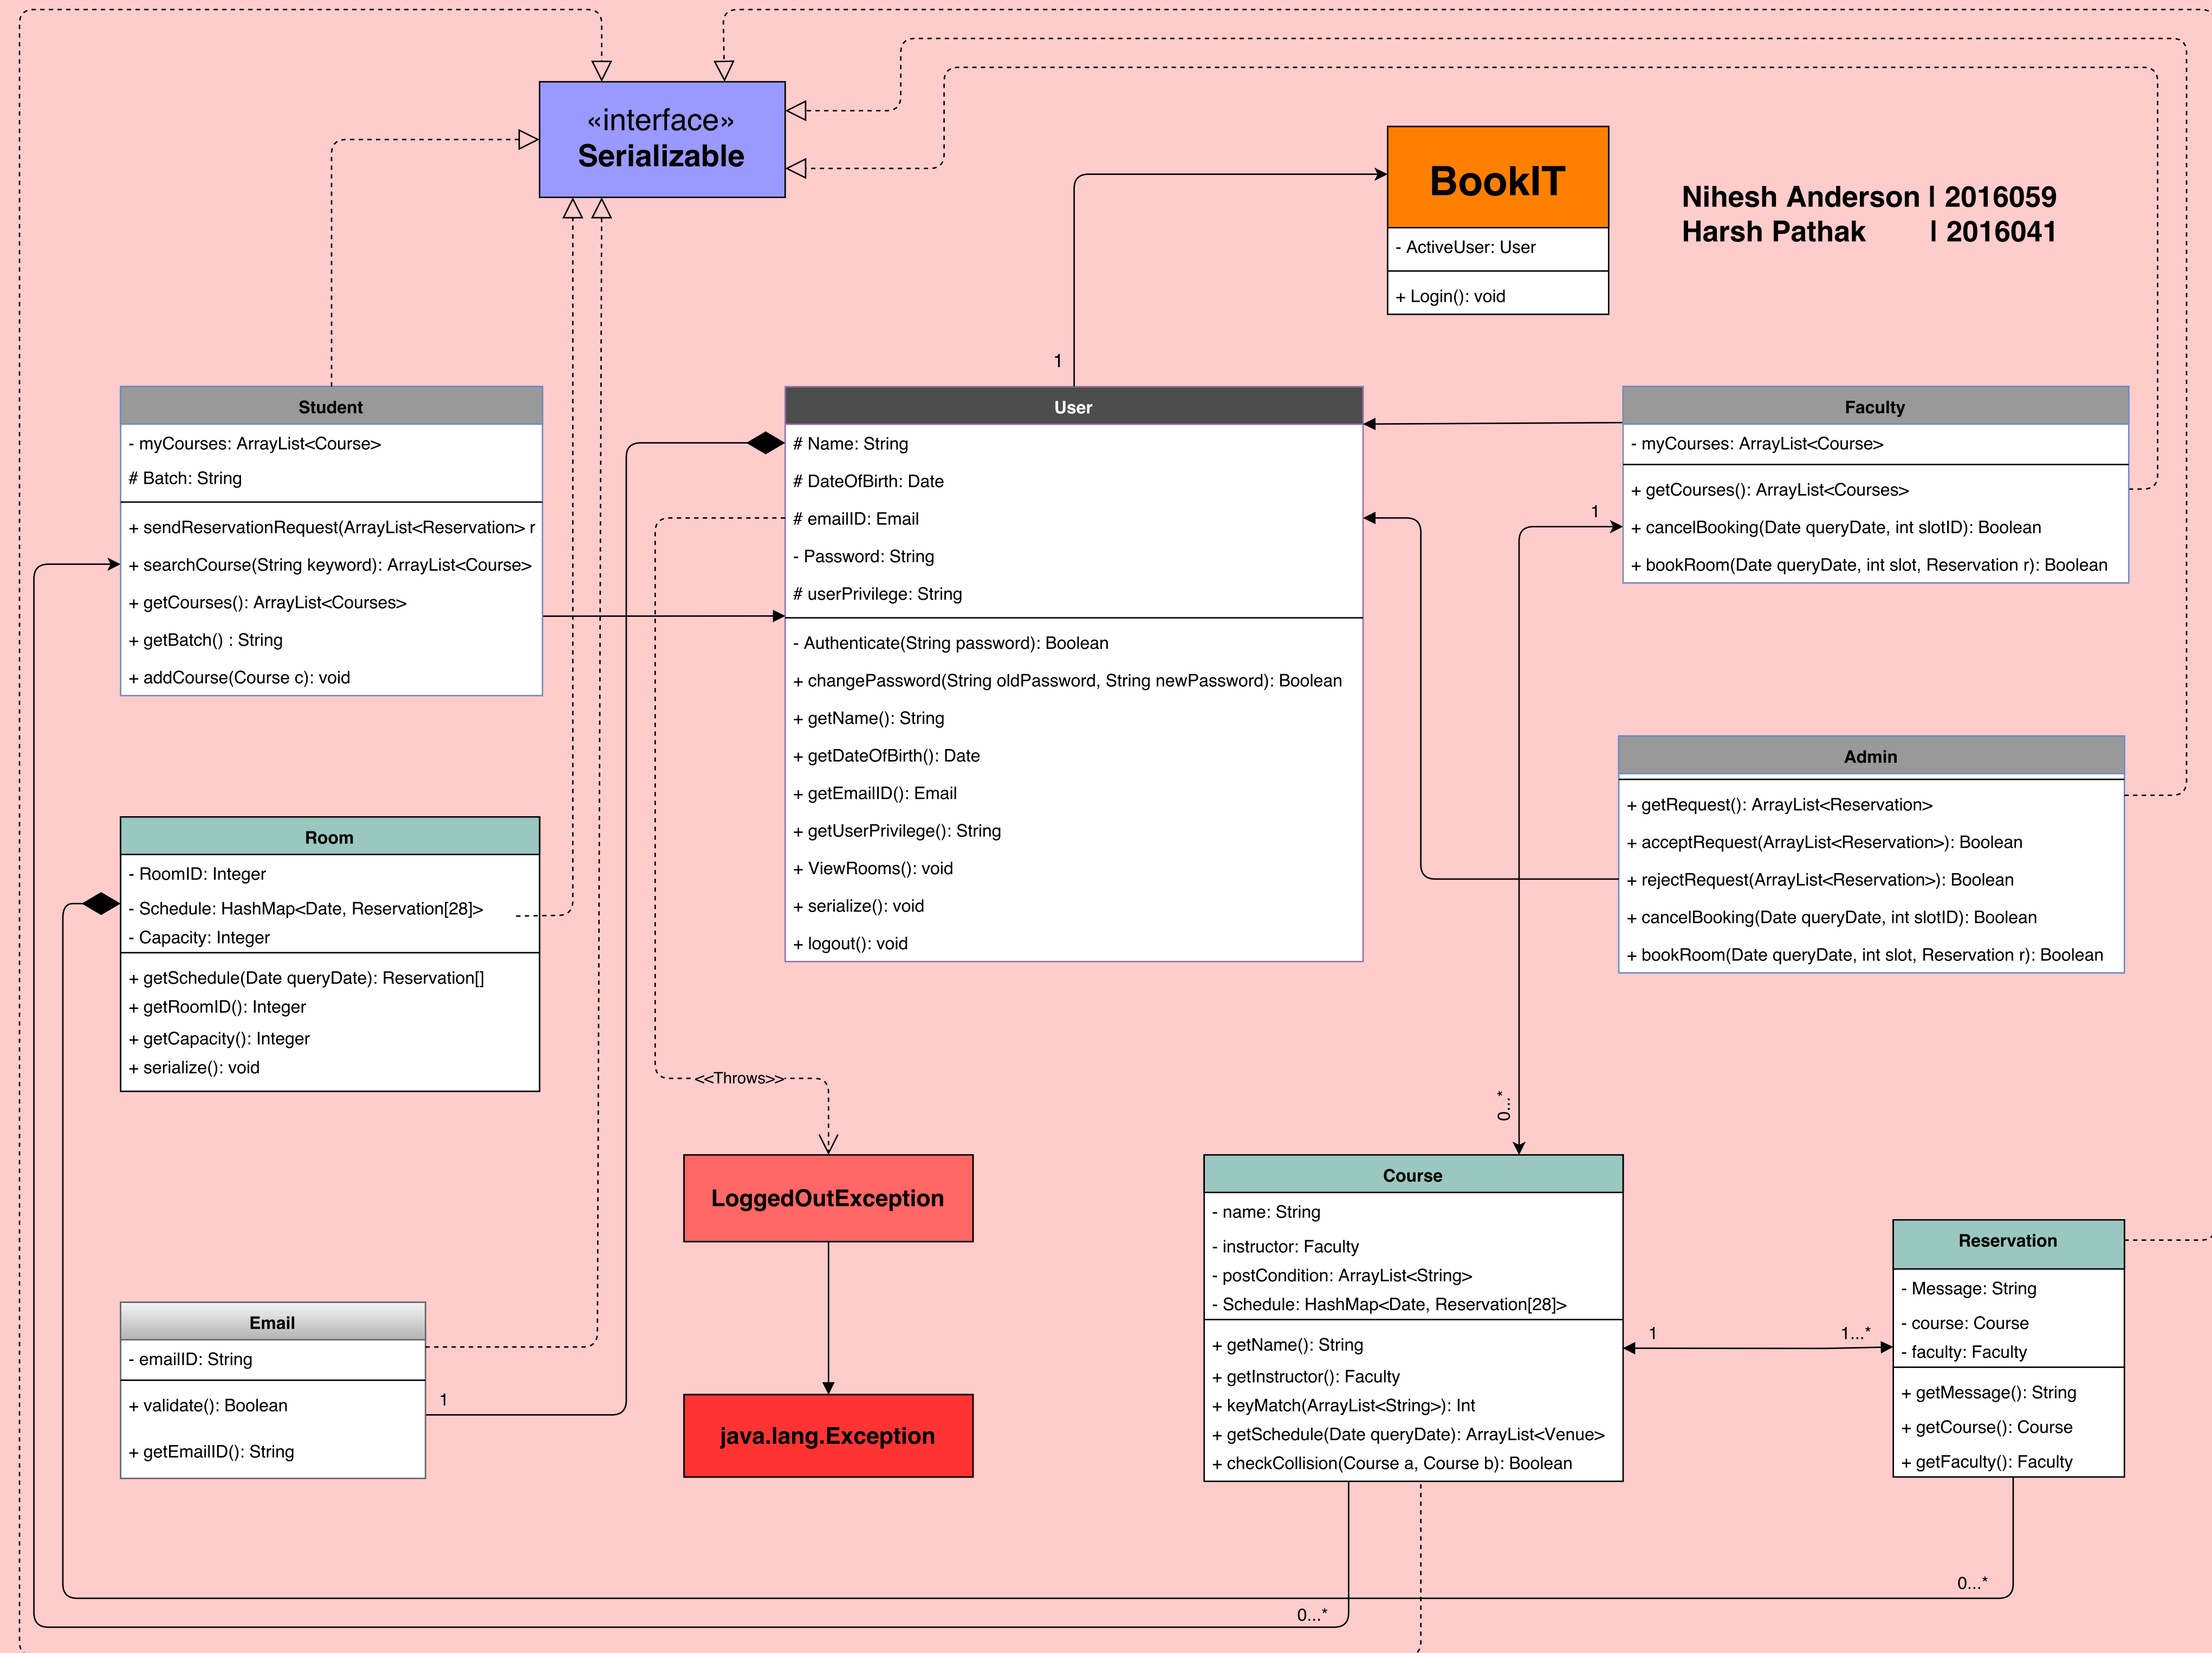 «interface»
Serializable
BookIT
- ActiveUser: User
+ Login(): void
Nihesh Anderson | 2016059
Harsh Pathak | 2016041
1
Student
- myCourses: ArrayList<Course>
# Batch: String
+ sendReservationRequest(ArrayList<Reservation> r
+ searchCourse(String keyword): ArrayList<Course>
+ getCourses(): ArrayList<Courses>
+ getBatch() : String
+ addCourse(Course c): void
User
# Name: String
# DateOfBirth: Date
# emailID: Email
- Password: String
# userPrivilege: String
- Authenticate(String password): Boolean
+ changePassword(String oldPassword, String newPassword): Boolean
+ getName(): String
+ getDateOfBirth(): Date
+ getEmailID(): Email
+ getUserPrivilege(): String
+ ViewRooms(): void
+ serialize(): void
+ logout(): void
Faculty
- myCourses: ArrayList<Course>
+ getCourses(): ArrayList<Courses>
+ cancelBooking(Date queryDate, int slotID): Boolean
+ bookRoom(Date queryDate, int slot, Reservation r): Boolean
1
Admin
+ getRequest(): ArrayList<Reservation>
+ acceptRequest(ArrayList<Reservation>): Boolean
+ rejectRequest(ArrayList<Reservation>): Boolean
+ cancelBooking(Date queryDate, int slotID): Boolean
+ bookRoom(Date queryDate, int slot, Reservation r): Boolean
Room
- RoomID: Integer
- Schedule: HashMap<Date, Reservation[28]>
- Capacity: Integer
+ getSchedule(Date queryDate): Reservation[]
+ getRoomID(): Integer
+ getCapacity(): Integer
+ serialize(): void
<<Throws>>
0...*
LoggedOutException
java.lang.Exception
Email
- emailID: String
+ validate(): Boolean
+ getEmailID(): String
1
Course
- name: String
- instructor: Faculty
- postCondition: ArrayList<String>
- Schedule: HashMap<Date, Reservation[28]>
+ getName(): String
+ getInstructor(): Faculty
+ keyMatch(ArrayList<String>): Int
+ getSchedule(Date queryDate): ArrayList<Venue>
+ checkCollision(Course a, Course b): Boolean
1
1...*
Reservation
- Message: String
- course: Course
- faculty: Faculty
+ getMessage(): String
+ getCourse(): Course
+ getFaculty(): Faculty
0...*
0...*